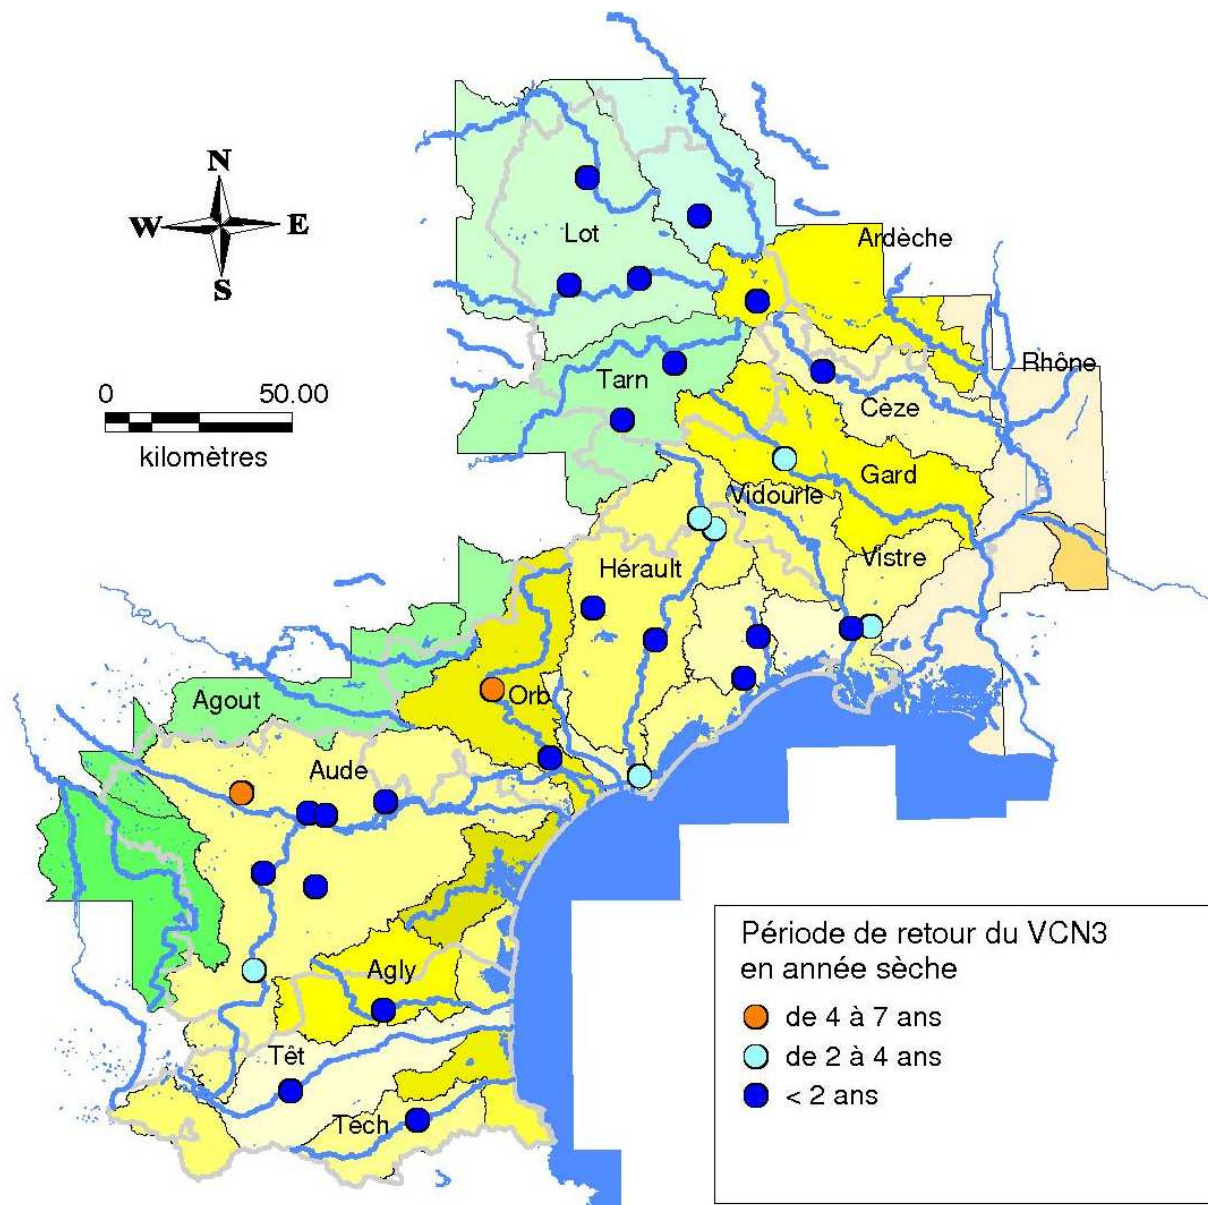 N
W E
S
Lot
Ardèche
0 50.00
kilomètres
Tarn
Rhône
Cèze
Gard
Vidourle
Vistre
Hérault
Orb
Agout
Aude
Agly
Têt
Tech
Période de retour du VCN3
en année sèche
de 4 à 7 ans
de 2 à 4 ans
< 2 ans